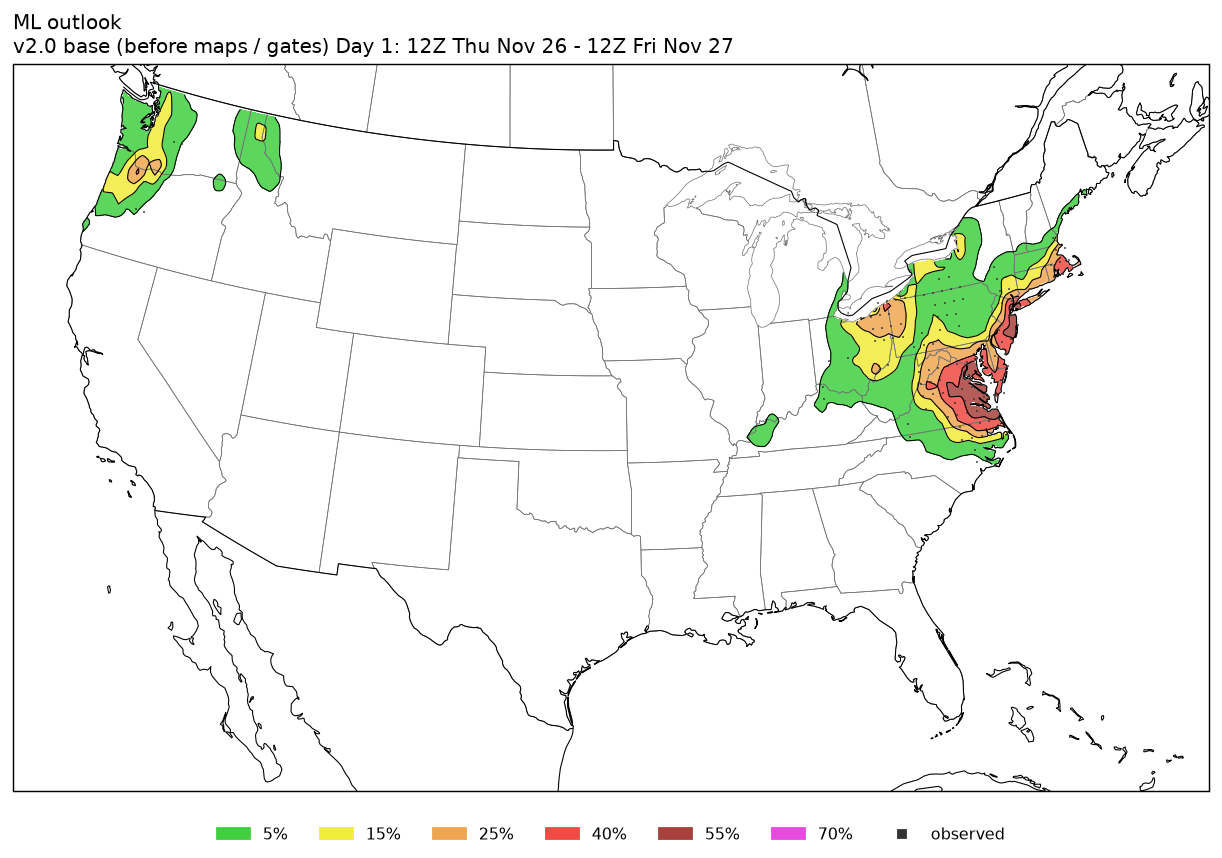 ML outlook
v2.0 base (before maps / gates) Day 1: 12Z Thu Nov 26 - 12Z Fri Nov 27
5% 15% 25% 40% 55% 70% observed